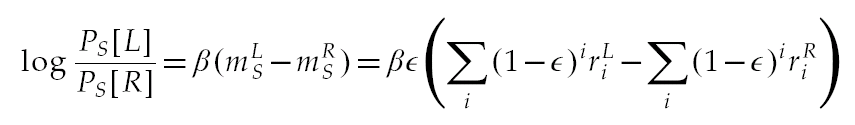 log P_S[L] / P_S[R] = β(m_S^L − m_S^R) = βϵ(∑_i (1 − ϵ)^i r_i^L − ∑_i (1 − ϵ)^i r_i^R)